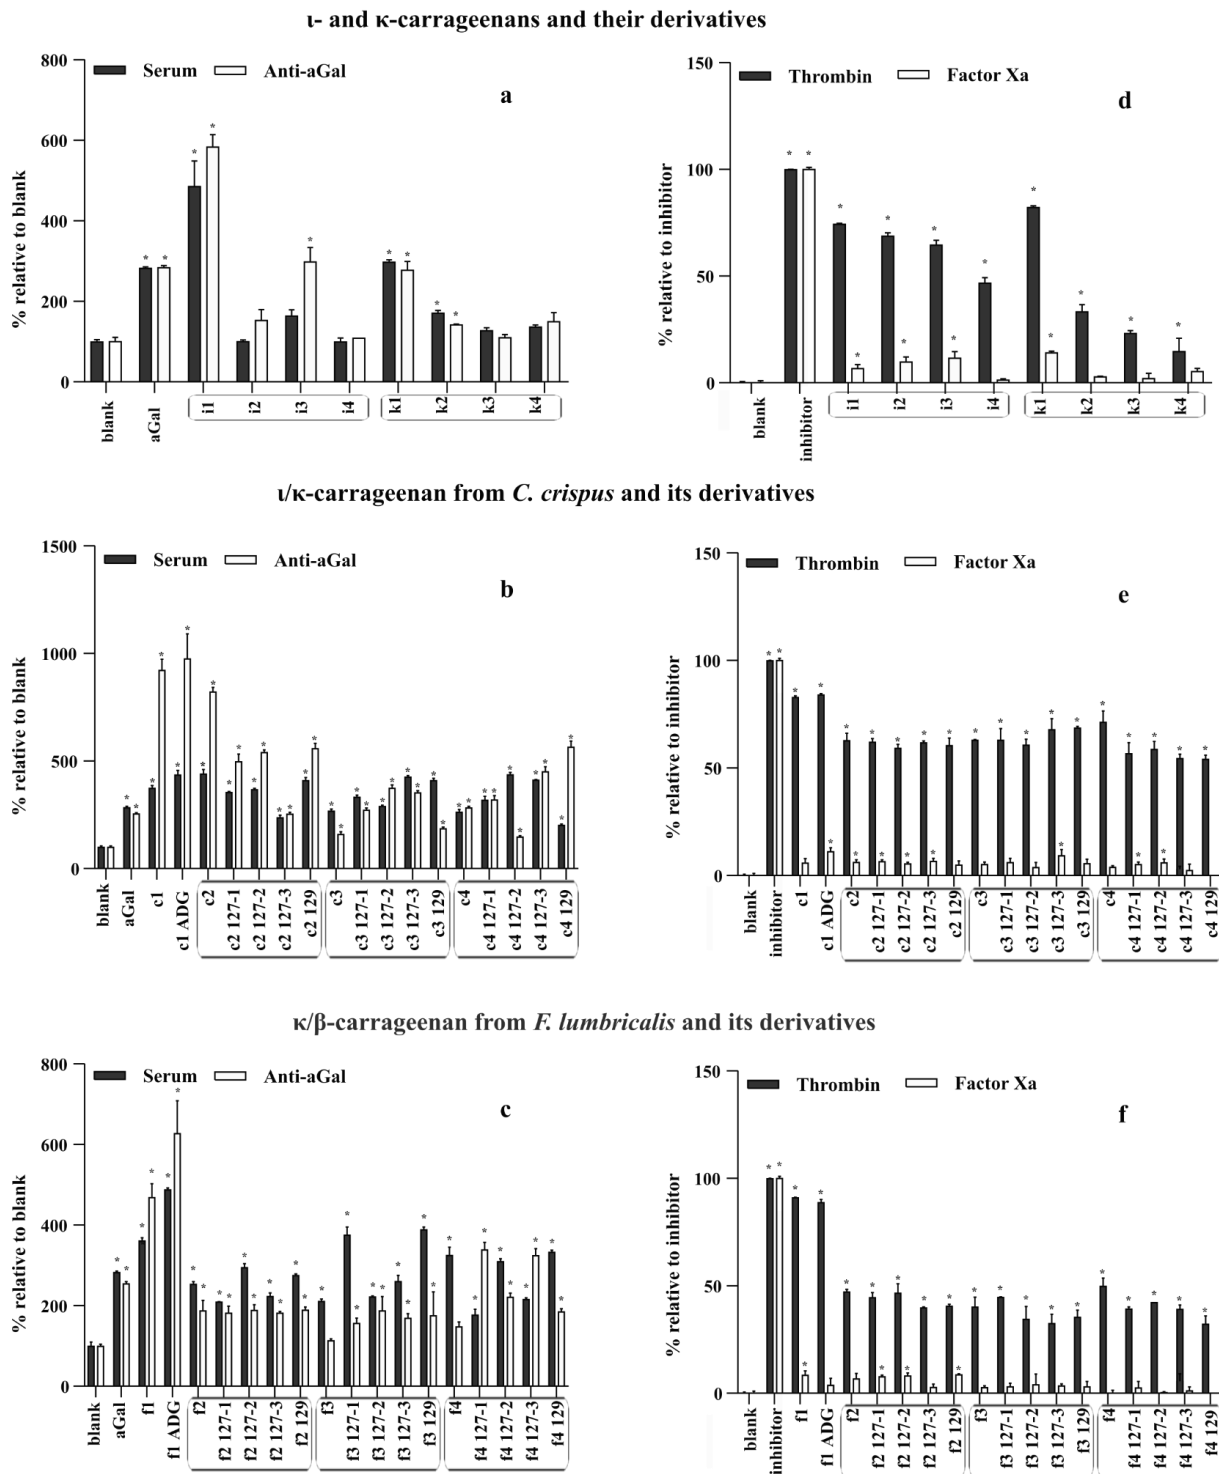 ι- and κ-carrageenans and their derivatives
800
600
400
200
0
% relative to blank
Serum
Anti-aGal
a
* * * * * * * * *
blank
aGal
i1
i2
i3
i4
k1
k2
k3
k4
150
100
50
0
% relative to inhibitor
Thrombin
Factor Xa
d
blank
inhibitor
i1
i2
i3
i4
k1
k2
k3
k4
ι/κ-carrageenan from C. crispus and its derivatives
1500
1000
500
0
% relative to blank
Serum
Anti-aGal
b
blank
aGal
c1
c1 ADG
c2
c2 127-1
c2 127-2
c2 127-3
c2 129
c3
c3 127-1
c3 127-2
c3 127-3
c3 129
c4
c4 127-1
c4 127-2
c4 127-3
c4 129
150
100
50
0
% relative to inhibitor
Thrombin
Factor Xa
e
blank
inhibitor
c1
c1 ADG
c2
c2 127-1
c2 127-2
c2 127-3
c2 129
c3
c3 127-1
c3 127-2
c3 127-3
c3 129
c4
c4 127-1
c4 127-2
c4 127-3
c4 129
κ/β-carrageenan from F. lumbricalis and its derivatives
800
600
400
200
0
% relative to blank
Serum
Anti-aGal
c
blank
aGal
f1
f1 ADG
f2
f2 127-1
f2 127-2
f2 127-3
f2 129
f3
f3 127-1
f3 127-2
f3 127-3
f3 129
f4
f4 127-1
f4 127-2
f4 127-3
f4 129
150
100
50
0
% relative to inhibitor
Thrombin
Factor Xa
f
blank
inhibitor
f1
f1 ADG
f2
f2 127-1
f2 127-2
f2 127-3
f2 129
f3
f3 127-1
f3 127-2
f3 127-3
f3 129
f4
f4 127-1
f4 127-2
f4 127-3
f4 129